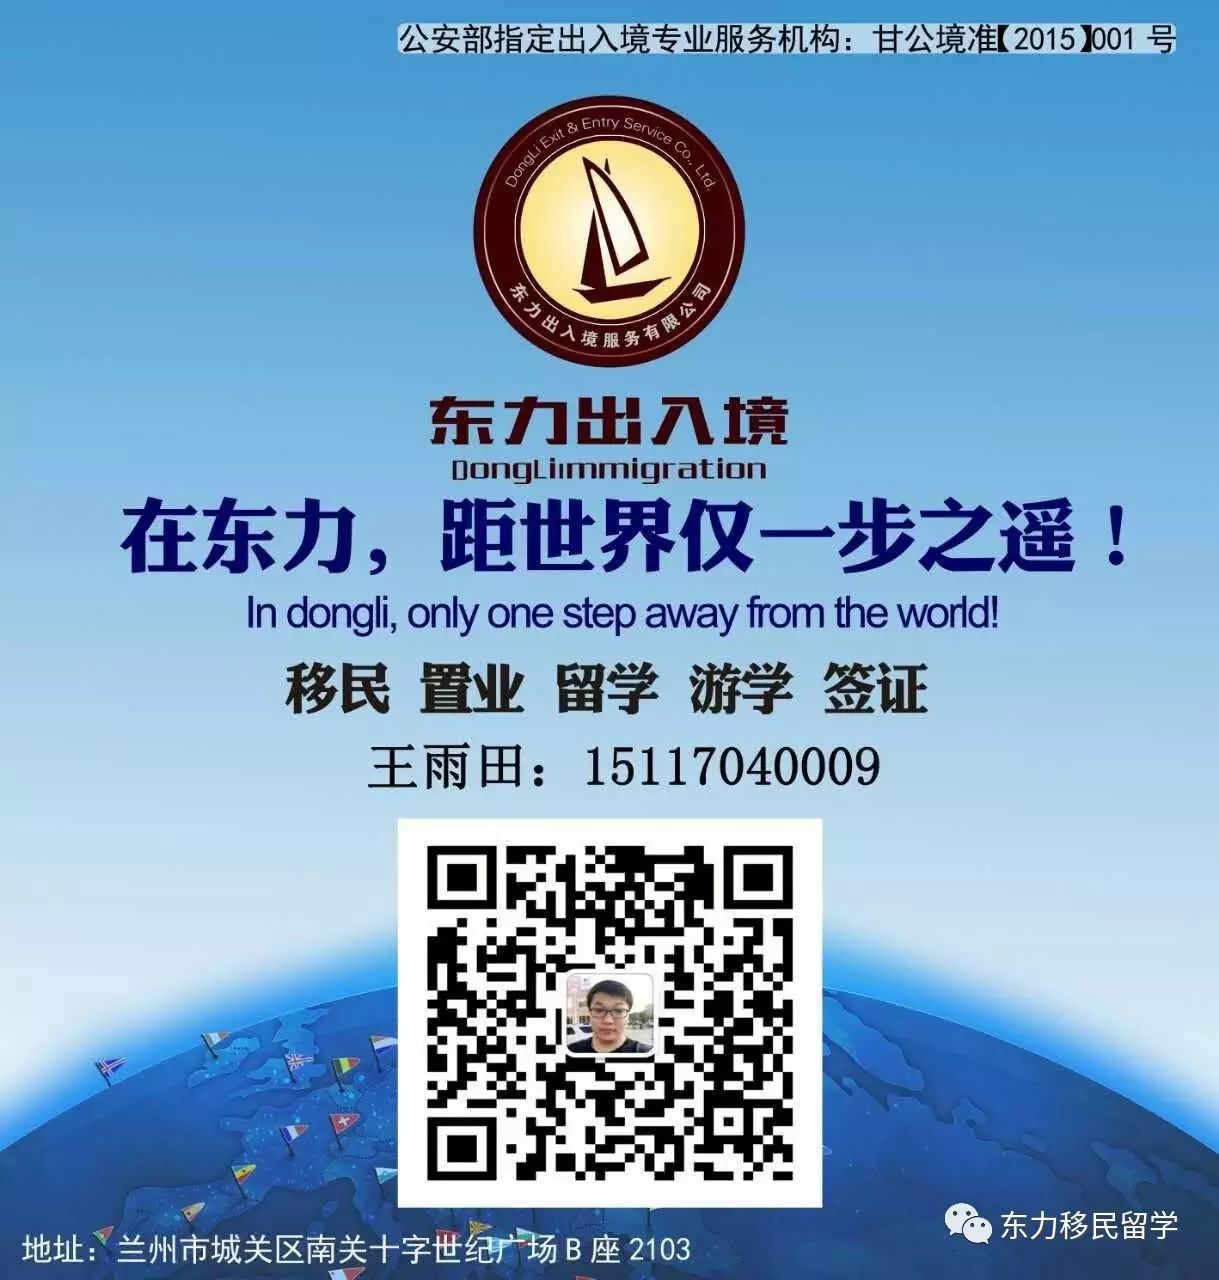 公安部指定出入境专业服务机构：甘公境准【2015】001 号
DongLi Exit & Entry Service Co., Ltd.
东力出入境服务有限公司
东力出入境
DongLiimmigration
在东力，距世界仅一步之遥！
In dongli, only one step away from the world!
移民 置业 留学 游学 签证
王雨田：15117040009
东力移民留学
地址：兰州市城关区南关十字世纪广场 B 座 2103